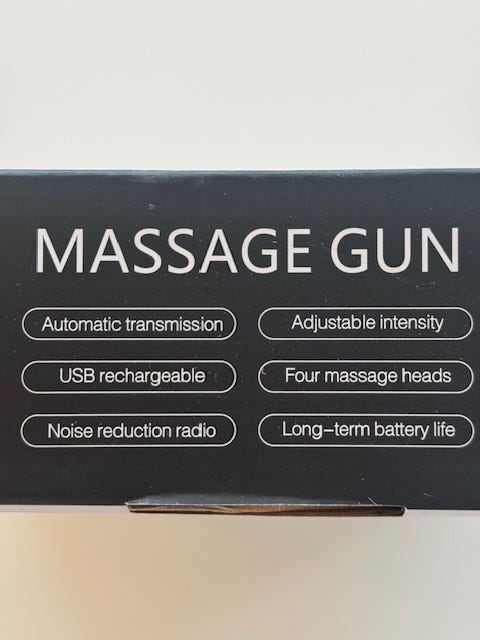 MASSAGE GUN
Automatic transmission
Adjustable intensity
USB rechargeable
Four massage heads
Noise reduction radio
Long-term battery life